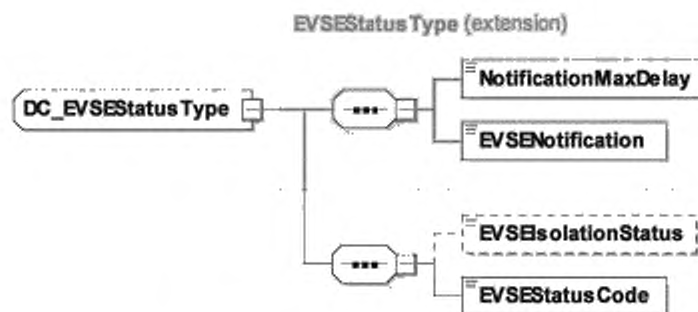 EVSEStatusType (extension)
NotificationMaxDelay
DC_EVSEStatusType
EVSENotification
EVSEIsolationStatus
EVSEStatusCode